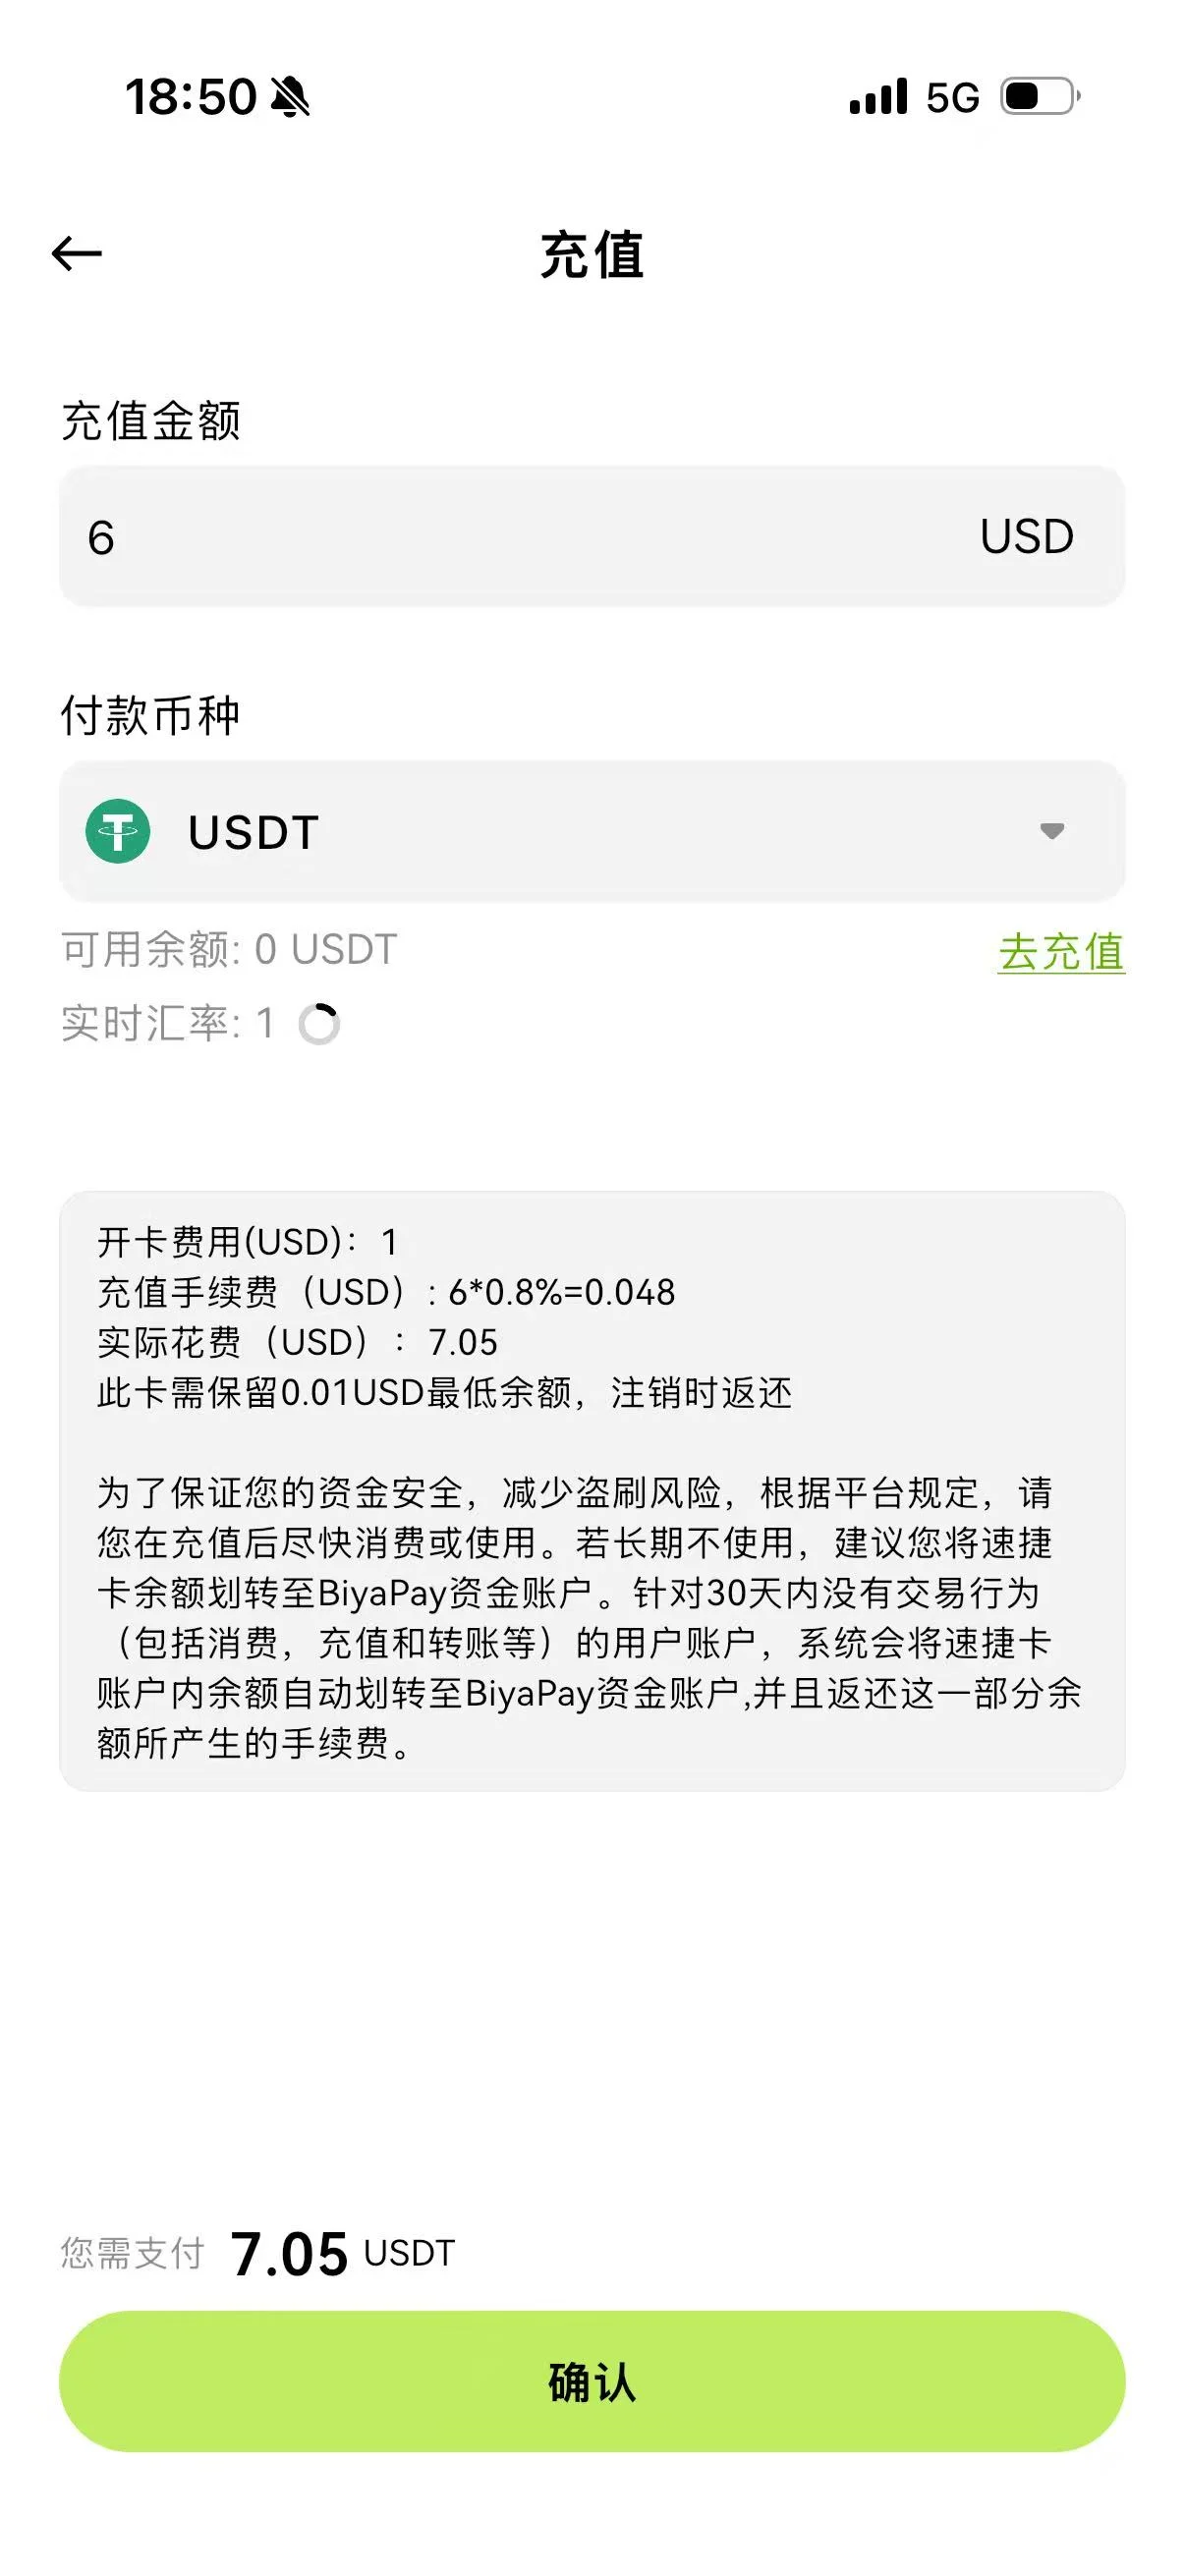 18:50
5G
充值
充值金额
6 USD
付款币种
USDT
可用余额: 0 USDT 去充值
实时汇率: 1
开卡费用(USD)：1
充值手续费（USD）: 6*0.8%=0.048
实际花费（USD）：7.05
此卡需保留0.01USD最低余额，注销时返还
为了保证您的资金安全，减少盗刷风险，根据平台规定，请
您在充值后尽快消费或使用。若长期不使用，建议您将速捷
卡余额划转至BiyaPay资金账户。针对30天内没有交易行为
（包括消费，充值和转账等）的用户账户，系统会将速捷卡
账户内余额自动划转至BiyaPay资金账户,并且返还这一部分余
额所产生的手续费。
您需支付 7.05 USDT
确认